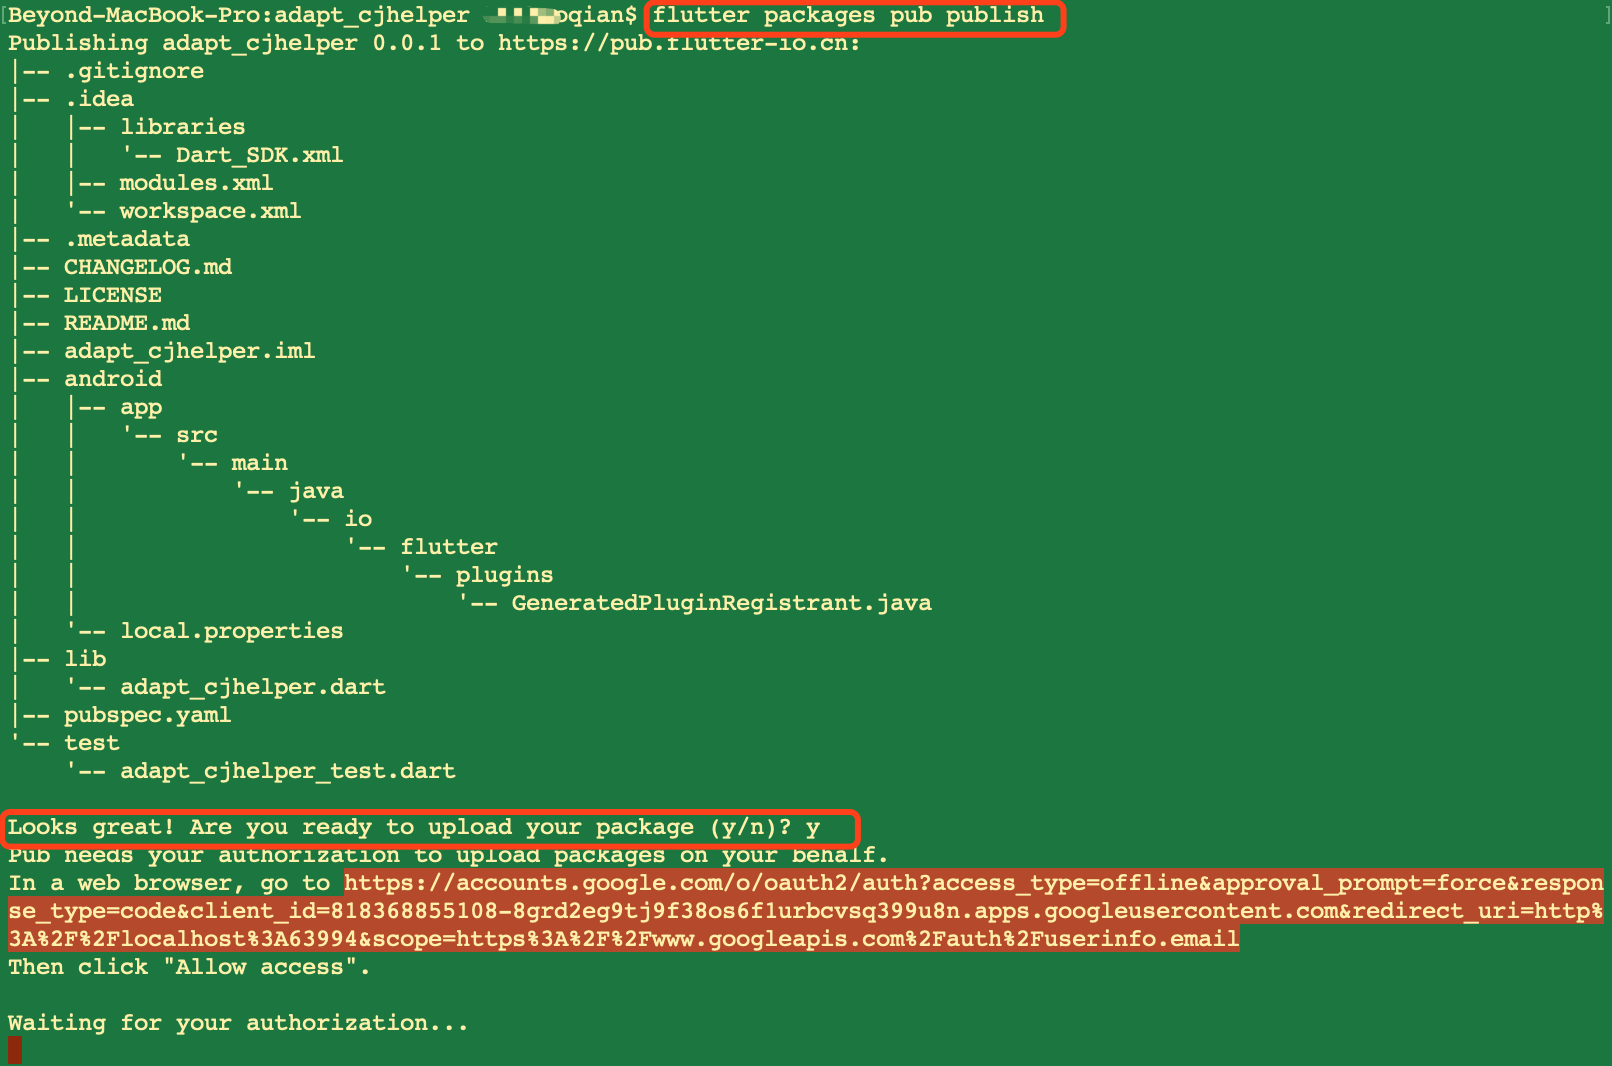 [Beyond-MacBook-Pro:adapt_cjhelper oqian$ flutter packages pub publish ]
Publishing adapt_cjhelper 0.0.1 to https://pub.flutter-io.cn:
|-- .gitignore
|-- .idea
|   |-- libraries
|   |   '-- Dart_SDK.xml
|   |-- modules.xml
|   '-- workspace.xml
|-- .metadata
|-- CHANGELOG.md
|-- LICENSE
|-- README.md
|-- adapt_cjhelper.iml
|-- android
|   |-- app
|   |   '-- src
|   |       '-- main
|   |           '-- java
|   |               '-- io
|   |                   '-- flutter
|   |                       '-- plugins
|   |                           '-- GeneratedPluginRegistrant.java
|   '-- local.properties
|-- lib
|   '-- adapt_cjhelper.dart
|-- pubspec.yaml
'-- test
    '-- adapt_cjhelper_test.dart
Looks great! Are you ready to upload your package (y/n)? y
Pub needs your authorization to upload packages on your behalf.
In a web browser, go to https://accounts.google.com/o/oauth2/auth?access_type=offline&approval_prompt=force&respon
se_type=code&client_id=818368855108-8grd2eg9tj9f38os6f1urbcvsq399u8n.apps.googleusercontent.com&redirect_uri=http%
3A%2F%2Flocalhost%3A63994&scope=https%3A%2F%2Fwww.googleapis.com%2Fauth%2Fuserinfo.email
Then click "Allow access".
Waiting for your authorization...